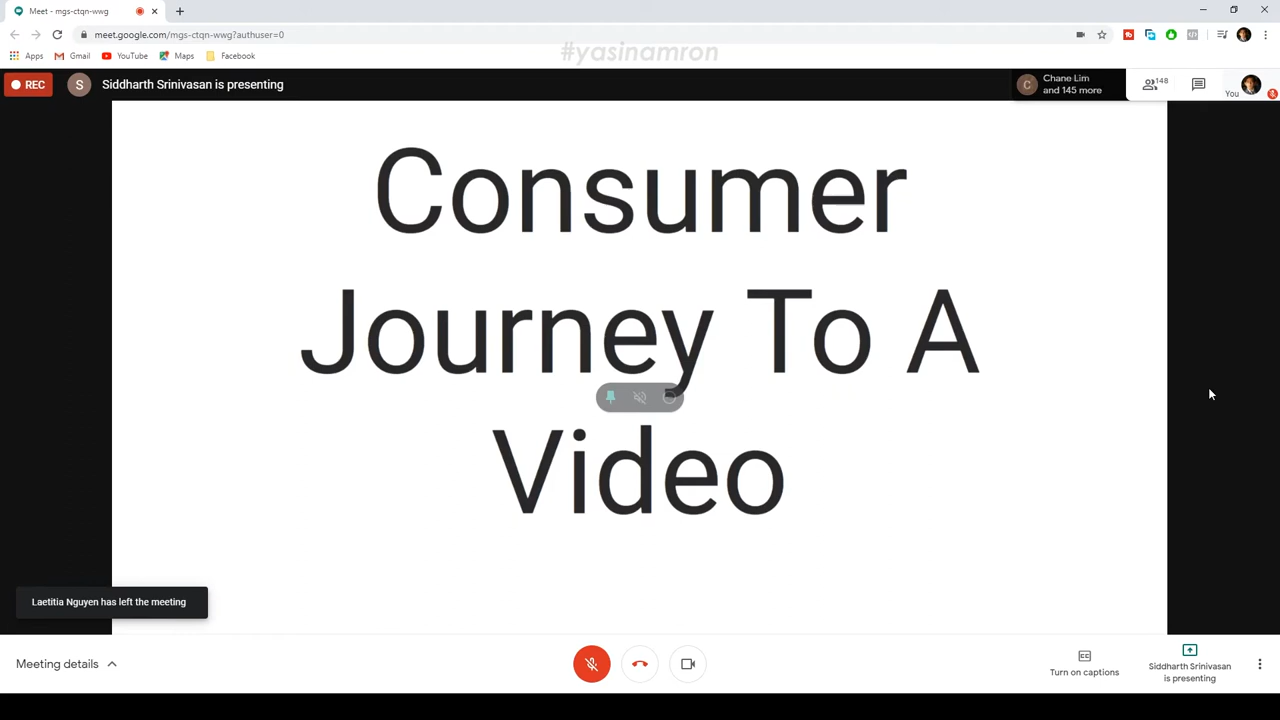 Meet - mgs-ctqn-wwg
meet.google.com/mgs-ctqn-wwg?authuser=0
Apps Gmail YouTube Maps Facebook
#yasinamron
REC S Siddharth Srinivasan is presenting
C Chane Lim
and 145 more
148
You
Consumer
Journey To A
Video
Laetitia Nguyen has left the meeting
Meeting details
CC
Turn on captions
Siddharth Srinivasan
is presenting